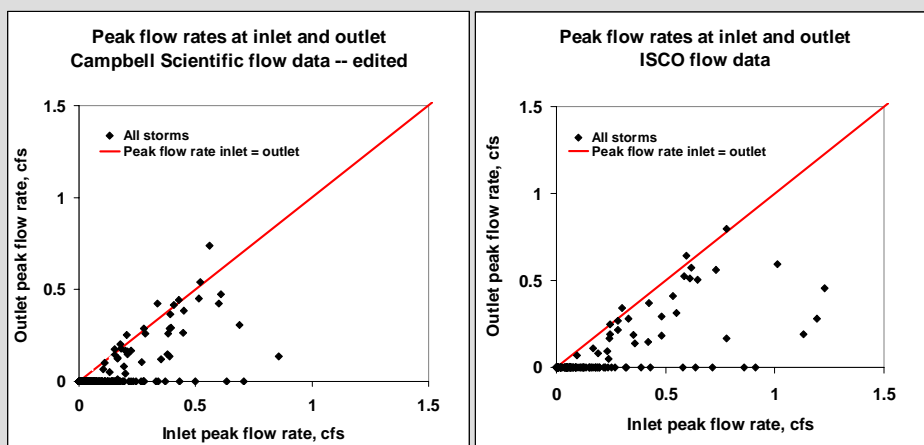 Peak flow rates at inlet and outlet
Campbell Scientific flow data -- edited
1.5
1
0.5
0
Outlet peak flow rate, cfs
All storms
Peak flow rate inlet = outlet
0
0.5
1
1.5
Inlet peak flow rate, cfs
Peak flow rates at inlet and outlet
ISCO flow data
1.5
1
0.5
0
Outlet peak flow rate, cfs
All storms
Peak flow rate inlet = outlet
0
0.5
1
1.5
Inlet peak flow rate, cfs